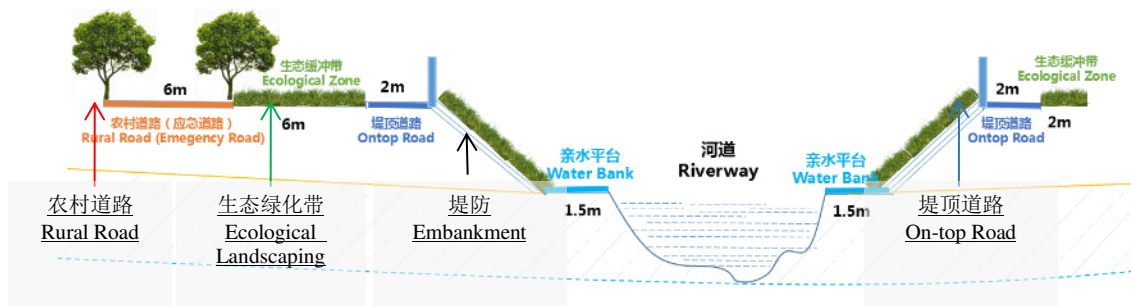 生态缓冲带
Ecological Zone
6m
2m
农村道路（应急道路）
Rural Road (Emegency Road)
6m
堤顶道路
Ontop Road
亲水平台
Water Bank
1.5m
河道
Riverway
亲水平台
Water Bank
1.5m
生态缓冲带
Ecological Zone
2m
堤顶道路
Ontop Road
2m
农村道路
Rural Road
生态绿化带
Ecological
Landscaping
堤防
Embankment
堤顶道路
On-top Road